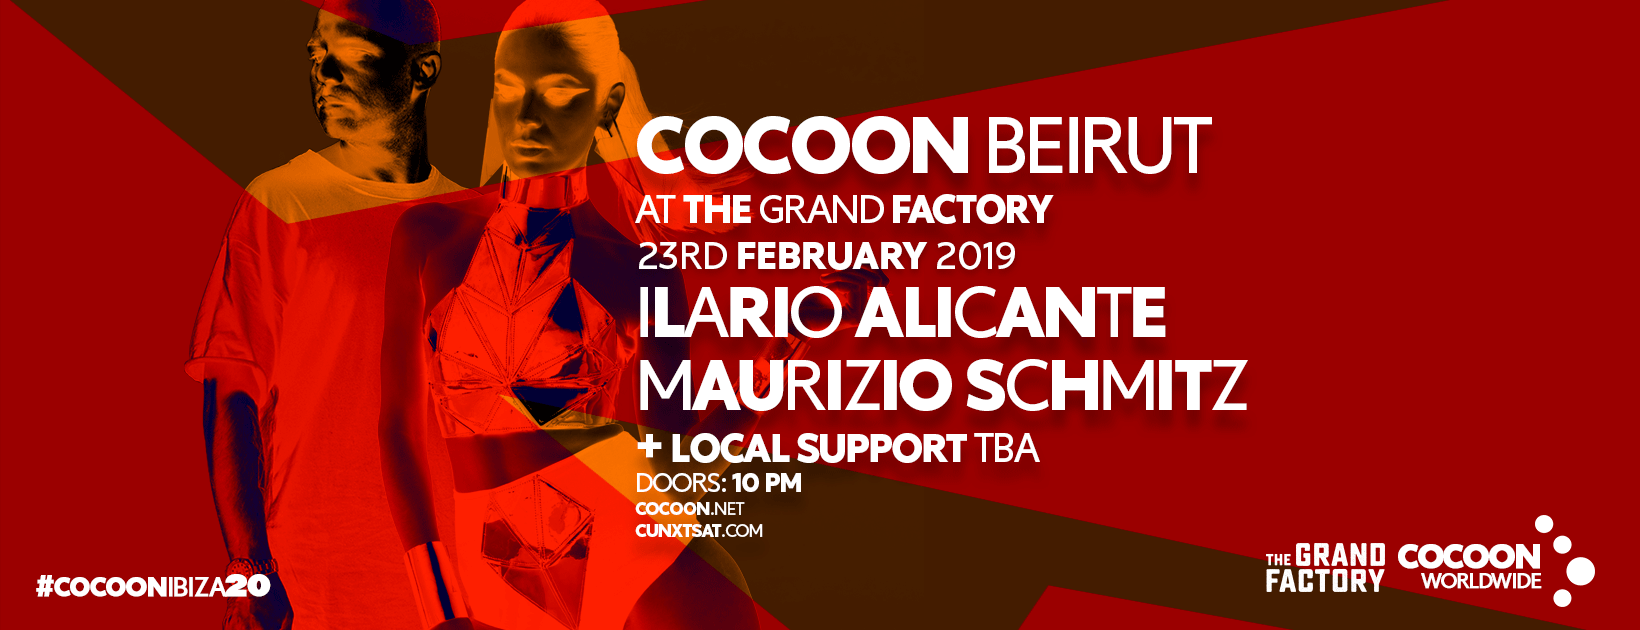 COCOON BEIRUT
AT THE GRAND FACTORY
23RD FEBRUARY 2019
ILARIO ALICANTE
MAURIZIO SCHMITZ
+ LOCAL SUPPORT TBA
DOORS: 10 PM
COCOON.NET
CUNXTSAT.COM
#COCOONIBIZA20
THE GRAND
FACTORY
COCOON
WORLDWIDE